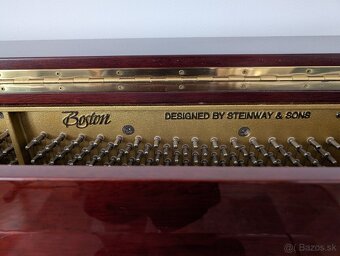 Boston
DESIGNED BY STEINWAY & SONS
© Bazos.sk